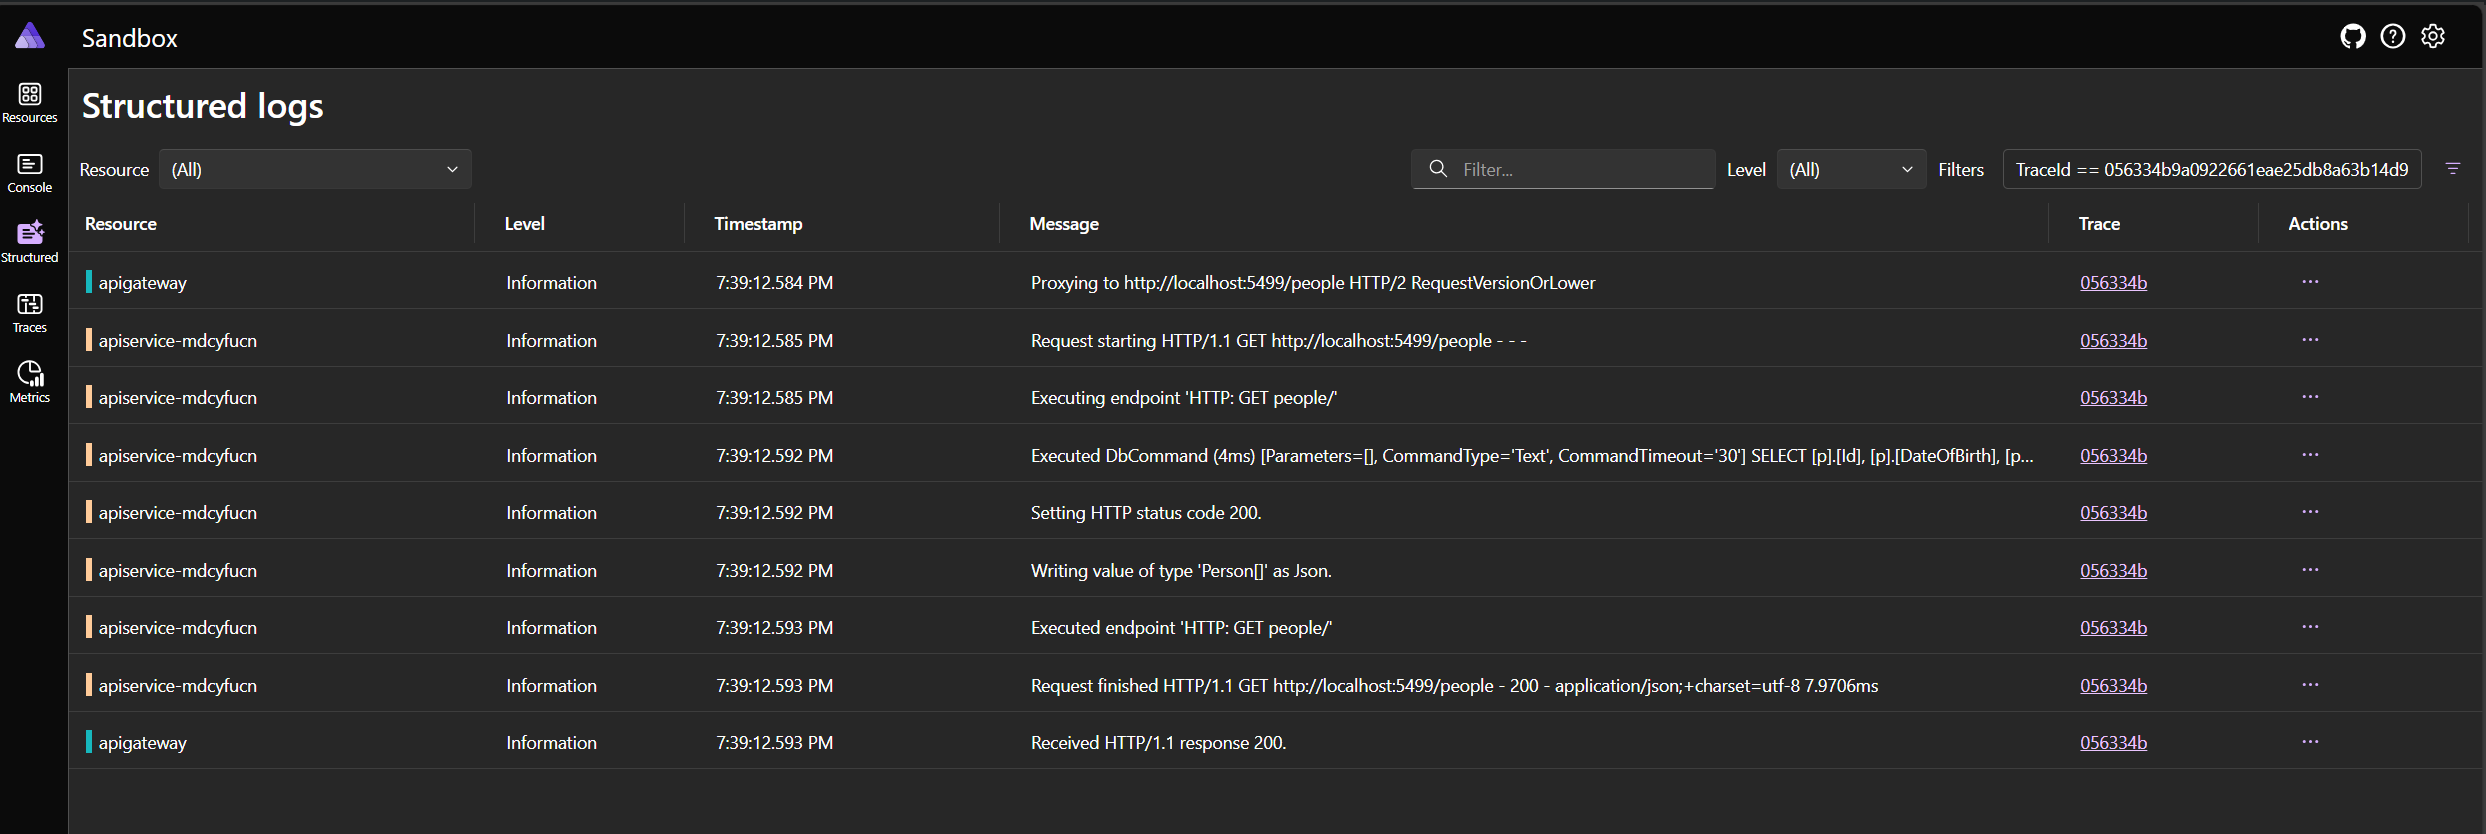 Sandbox
Resources
Console
Structured
Traces
Metrics
Structured logs
Resource (All) Filter... Level (All) Filters TraceId == 056334b9a0922661eae25db8a63b14d9
Resource Level Timestamp Message Trace Actions
apigateway Information 7:39:12.584 PM Proxying to http://localhost:5499/people HTTP/2 RequestVersionOrLower 056334b ...
apiservice-mdcyfucn Information 7:39:12.585 PM Request starting HTTP/1.1 GET http://localhost:5499/people - - - 056334b ...
apiservice-mdcyfucn Information 7:39:12.585 PM Executing endpoint 'HTTP: GET people/' 056334b ...
apiservice-mdcyfucn Information 7:39:12.592 PM Executed DbCommand (4ms) [Parameters=[], CommandType='Text', CommandTimeout='30'] SELECT [p].[Id], [p].[DateOfBirth], [p... 056334b ...
apiservice-mdcyfucn Information 7:39:12.592 PM Setting HTTP status code 200. 056334b ...
apiservice-mdcyfucn Information 7:39:12.592 PM Writing value of type 'Person[]' as Json. 056334b ...
apiservice-mdcyfucn Information 7:39:12.593 PM Executed endpoint 'HTTP: GET people/' 056334b ...
apiservice-mdcyfucn Information 7:39:12.593 PM Request finished HTTP/1.1 GET http://localhost:5499/people - 200 - application/json;+charset=utf-8 7.9706ms 056334b ...
apigateway Information 7:39:12.593 PM Received HTTP/1.1 response 200. 056334b ...